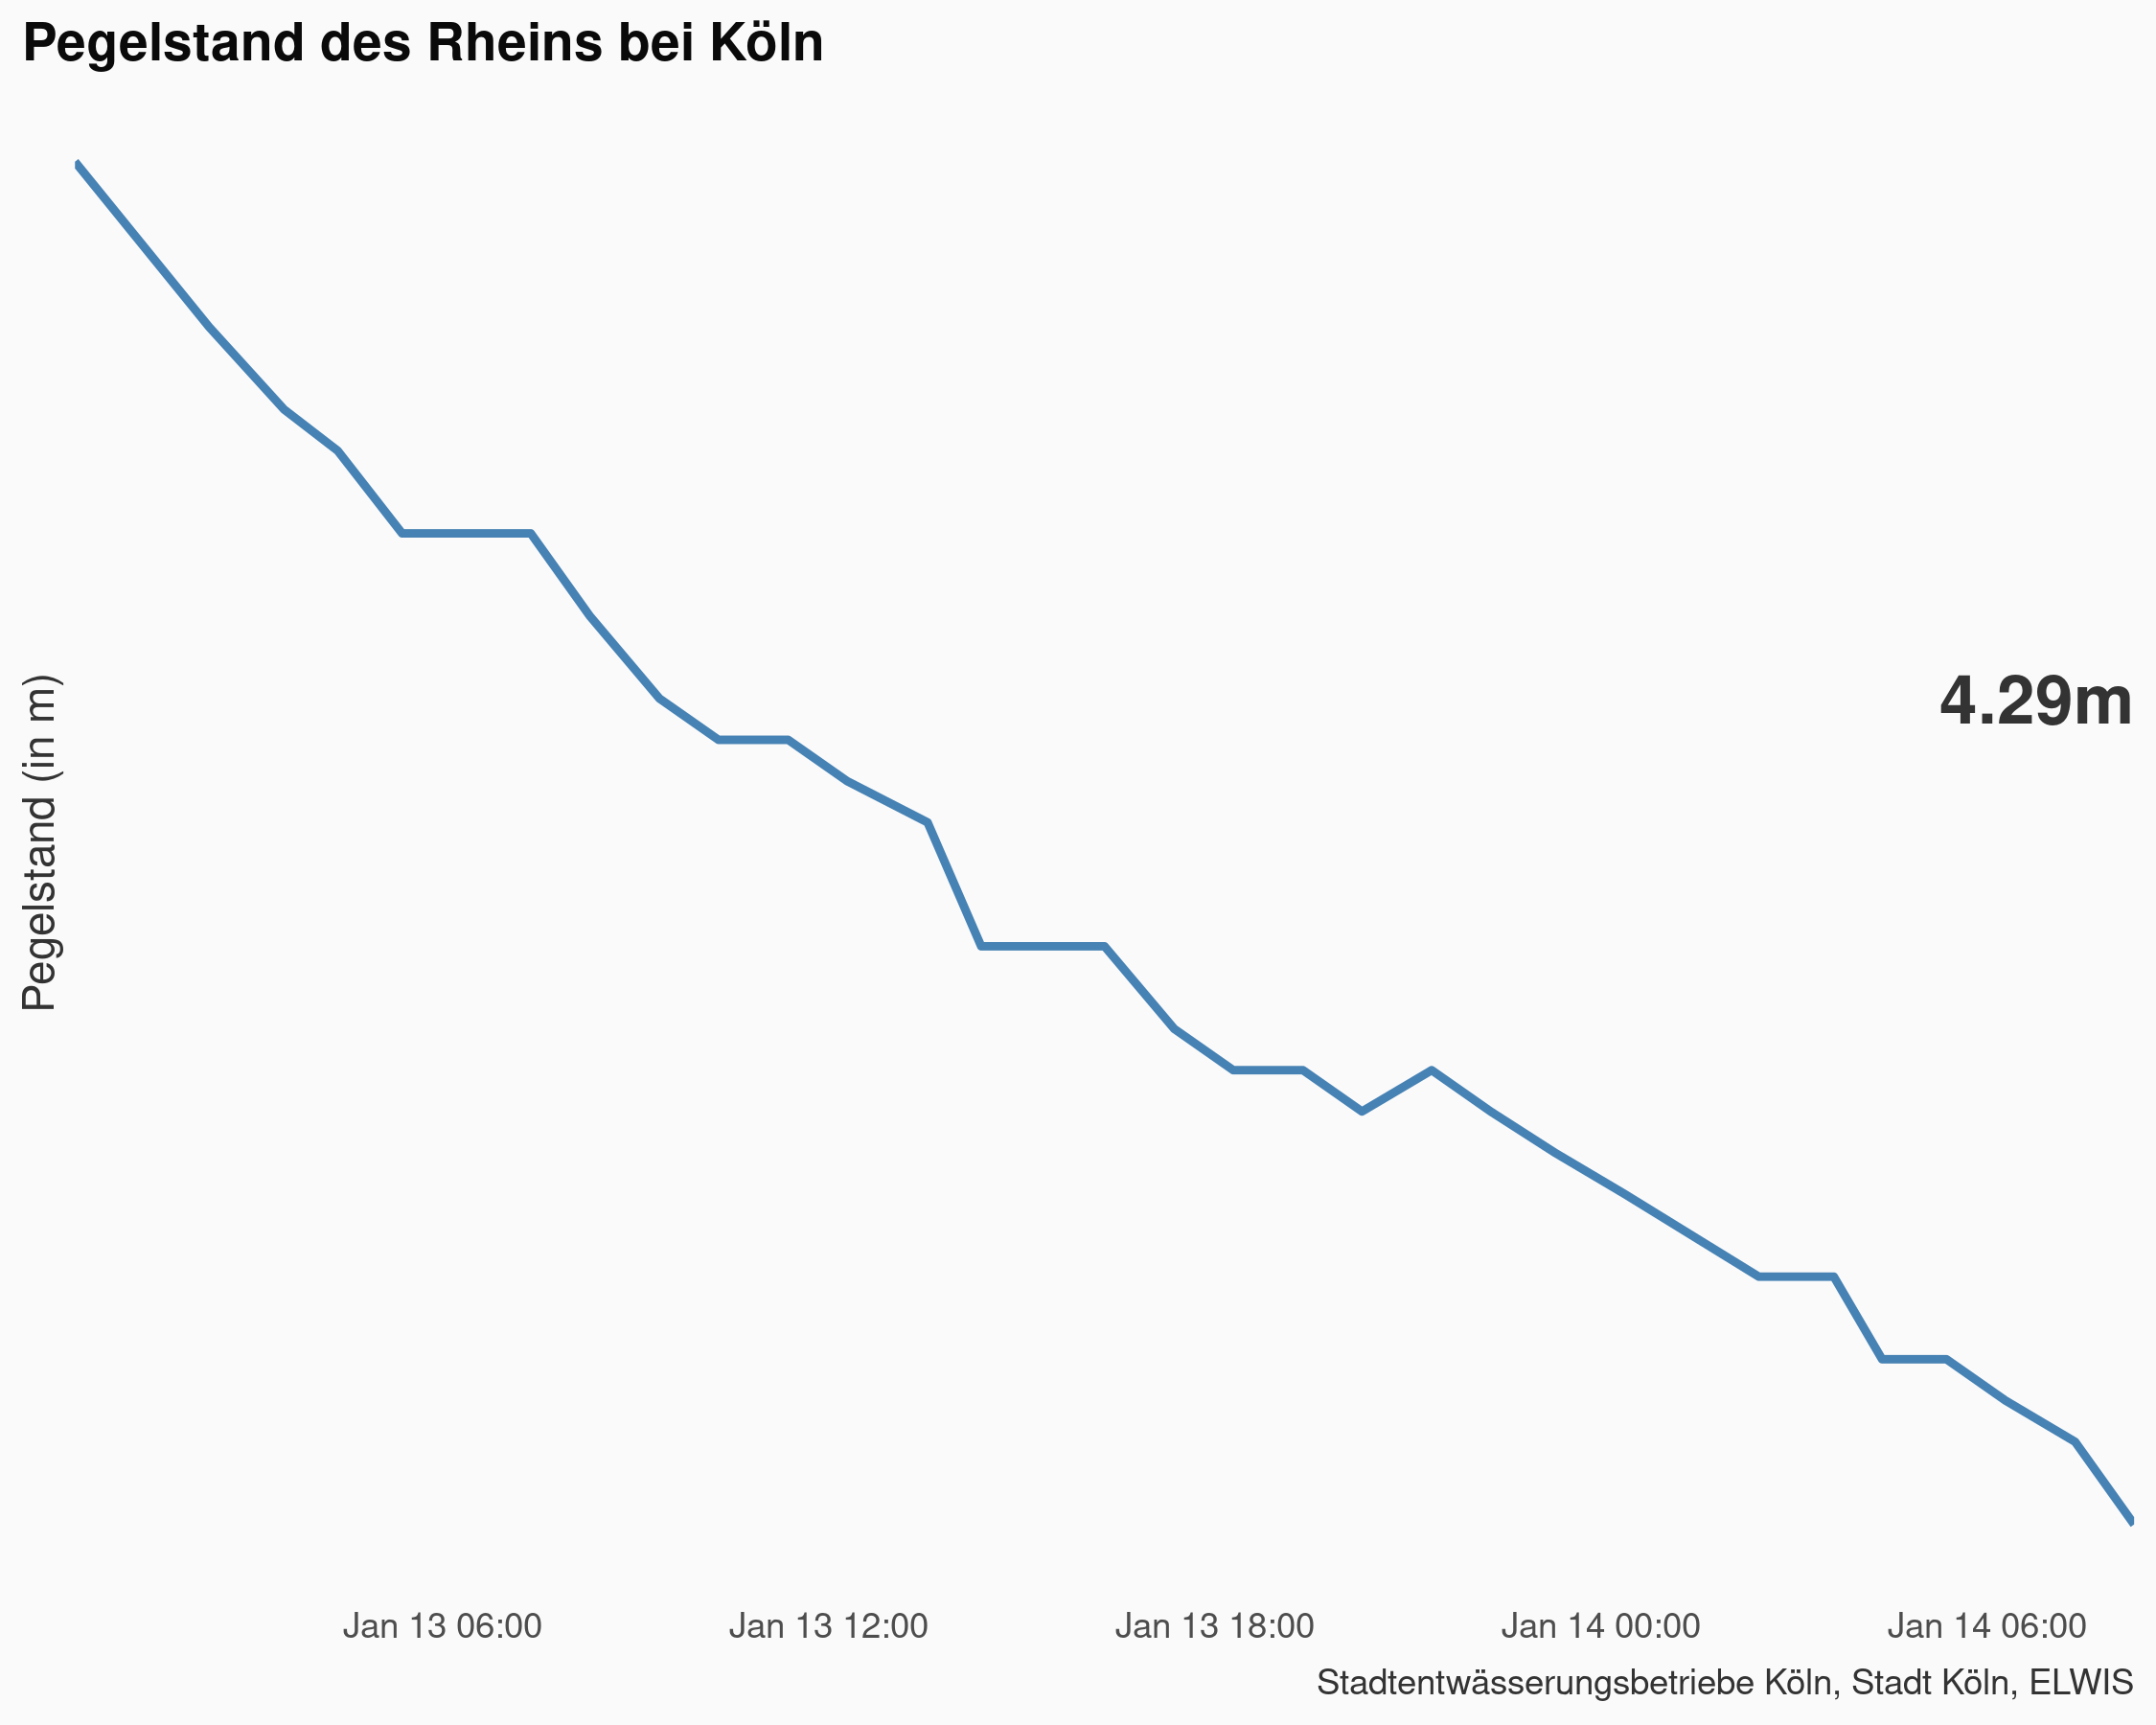 Pegelstand des Rheins bei Köln
Pegelstand (in m)
4.29m
Jan 13 06:00
Jan 13 12:00
Jan 13 18:00
Jan 14 00:00
Jan 14 06:00
Stadtentwässerungsbetriebe Köln, Stadt Köln, ELWIS